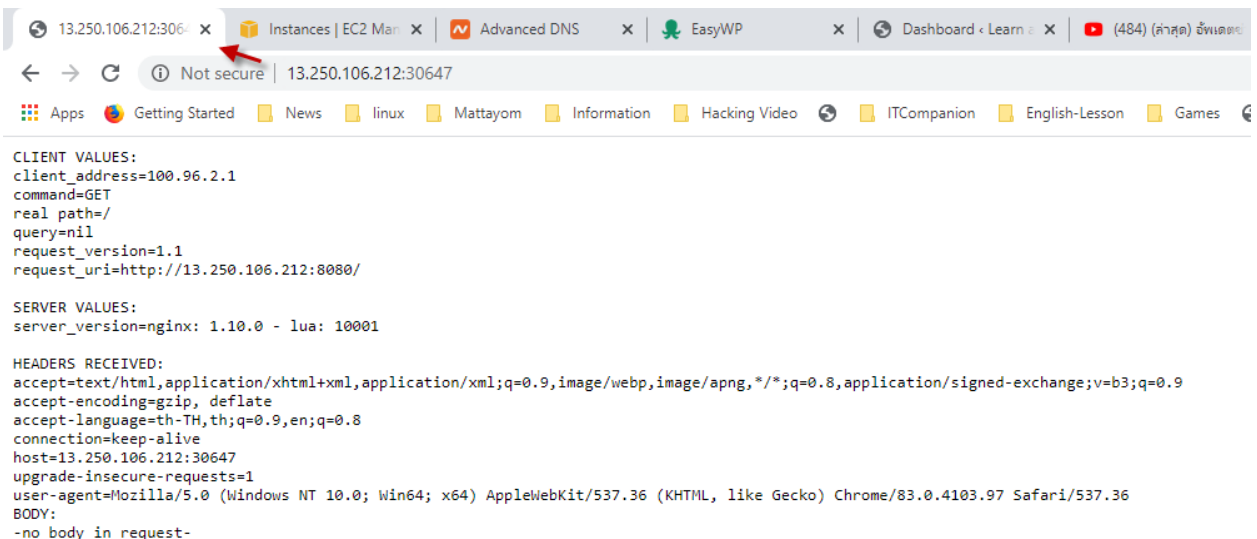 13.250.106.212:3064
Instances | EC2 Man
Advanced DNS
EasyWP
Dashboard ‹ Learn a
(484) (ล่าสุด) อัพเดต
Not secure | 13.250.106.212:30647
Apps Getting Started News linux Mattayom Information Hacking Video ITCompanion English-Lesson Games
CLIENT VALUES:
client_address=100.96.2.1
command=GET
real path=/
query=nil
request_version=1.1
request_uri=http://13.250.106.212:8080/
SERVER VALUES:
server_version=nginx: 1.10.0 - lua: 10001
HEADERS RECEIVED:
accept=text/html,application/xhtml+xml,application/xml;q=0.9,image/webp,image/apng,*/*;q=0.8,application/signed-exchange;v=b3;q=0.9
accept-encoding=gzip, deflate
accept-language=th-TH,th;q=0.9,en;q=0.8
connection=keep-alive
host=13.250.106.212:30647
upgrade-insecure-requests=1
user-agent=Mozilla/5.0 (Windows NT 10.0; Win64; x64) AppleWebKit/537.36 (KHTML, like Gecko) Chrome/83.0.4103.97 Safari/537.36
BODY:
-no body in request-